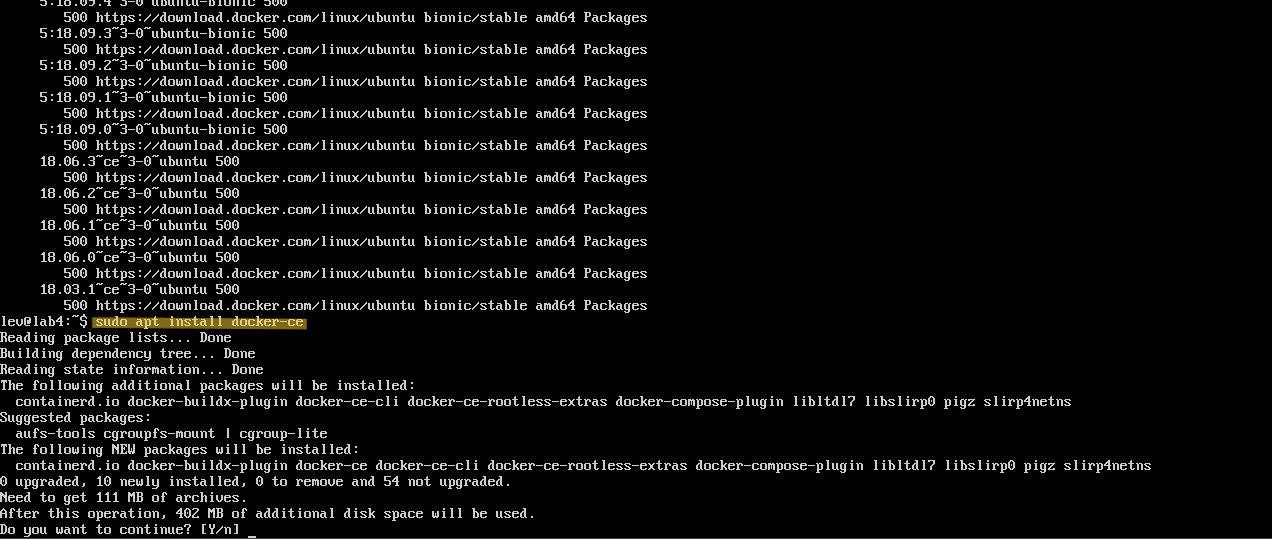 5:18.09.4~3-0~ubuntu-bionic 500
500 https://download.docker.com/linux/ubuntu bionic/stable amd64 Packages
5:18.09.3~3-0~ubuntu-bionic 500
500 https://download.docker.com/linux/ubuntu bionic/stable amd64 Packages
5:18.09.2~3-0~ubuntu-bionic 500
500 https://download.docker.com/linux/ubuntu bionic/stable amd64 Packages
5:18.09.1~3-0~ubuntu-bionic 500
500 https://download.docker.com/linux/ubuntu bionic/stable amd64 Packages
5:18.09.0~3-0~ubuntu-bionic 500
500 https://download.docker.com/linux/ubuntu bionic/stable amd64 Packages
18.06.3~ce~3-0~ubuntu 500
500 https://download.docker.com/linux/ubuntu bionic/stable amd64 Packages
18.06.2~ce~3-0~ubuntu 500
500 https://download.docker.com/linux/ubuntu bionic/stable amd64 Packages
18.06.1~ce~3-0~ubuntu 500
500 https://download.docker.com/linux/ubuntu bionic/stable amd64 Packages
18.06.0~ce~3-0~ubuntu 500
500 https://download.docker.com/linux/ubuntu bionic/stable amd64 Packages
18.03.1~ce~3-0~ubuntu 500
500 https://download.docker.com/linux/ubuntu bionic/stable amd64 Packages
lev@lab4:~$ sudo apt install docker-ce
Reading package lists... Done
Building dependency tree... Done
Reading state information... Done
The following additional packages will be installed:
containerd.io docker-buildx-plugin docker-ce-cli docker-ce-rootless-extras docker-compose-plugin libltdl7 libslirp0 pigz slirp4netns
Suggested packages:
aufs-tools cgroupfs-mount | cgroup-lite
The following NEW packages will be installed:
containerd.io docker-buildx-plugin docker-ce docker-ce-cli docker-ce-rootless-extras docker-compose-plugin libltdl7 libslirp0 pigz slirp4netns
0 upgraded, 10 newly installed, 0 to remove and 54 not upgraded.
Need to get 111 MB of archives.
After this operation, 402 MB of additional disk space will be used.
Do you want to continue? [Y/n] _